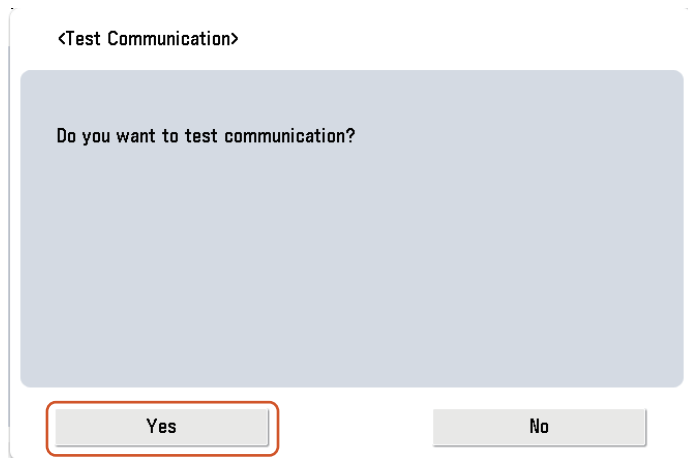 <Test Communication>
Do you want to test communication?
Yes
No